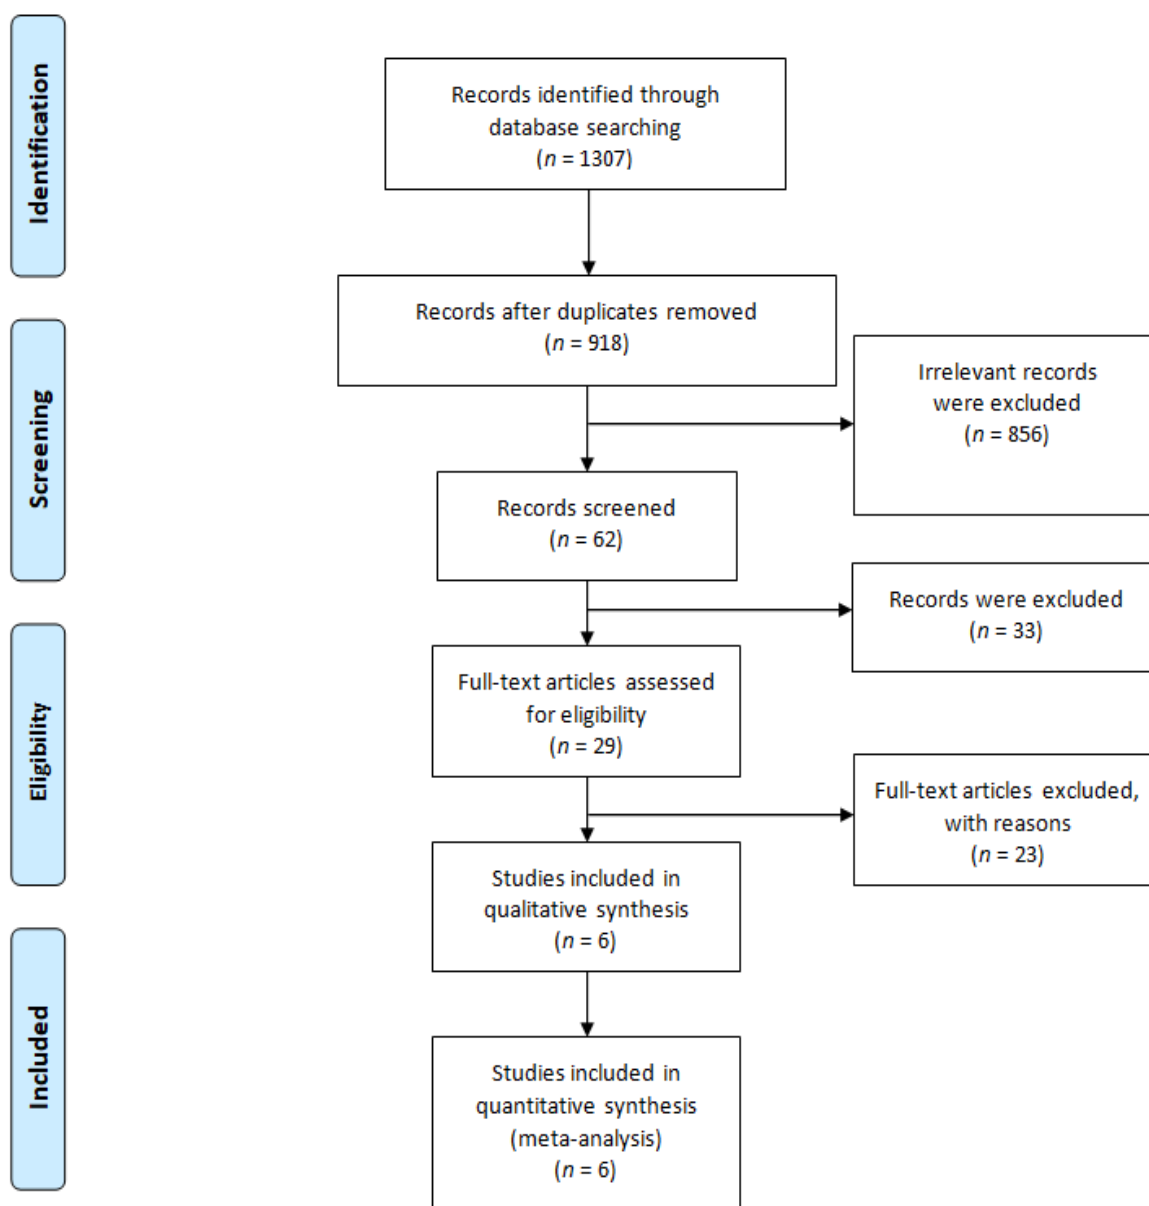 Identification
Records identified through
database searching
(n = 1307)
Records after duplicates removed
(n = 918)
Screening
Irrelevant records
were excluded
(n = 856)
Records screened
(n = 62)
Records were excluded
(n = 33)
Eligibility
Full-text articles assessed
for eligibility
(n = 29)
Full-text articles excluded,
with reasons
(n = 23)
Studies included in
qualitative synthesis
(n = 6)
Included
Studies included in
quantitative synthesis
(meta-analysis)
(n = 6)